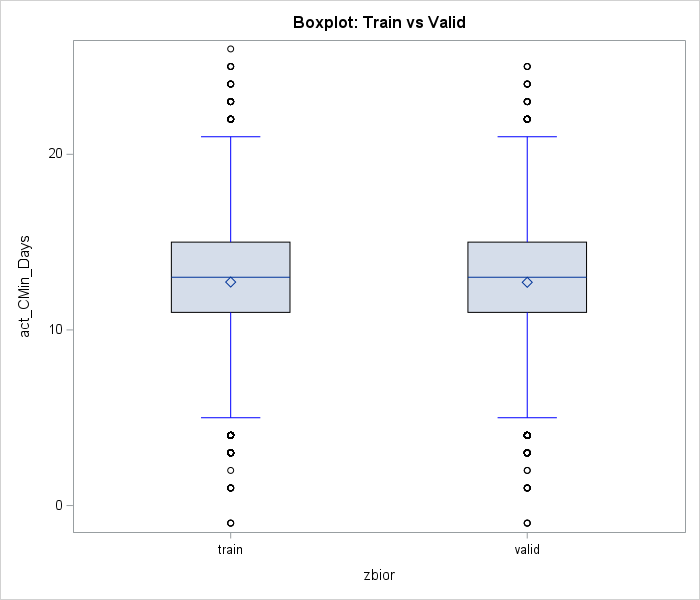 Boxplot: Train vs Valid
act_CMin_Days
20
10
0
train
valid
zbior